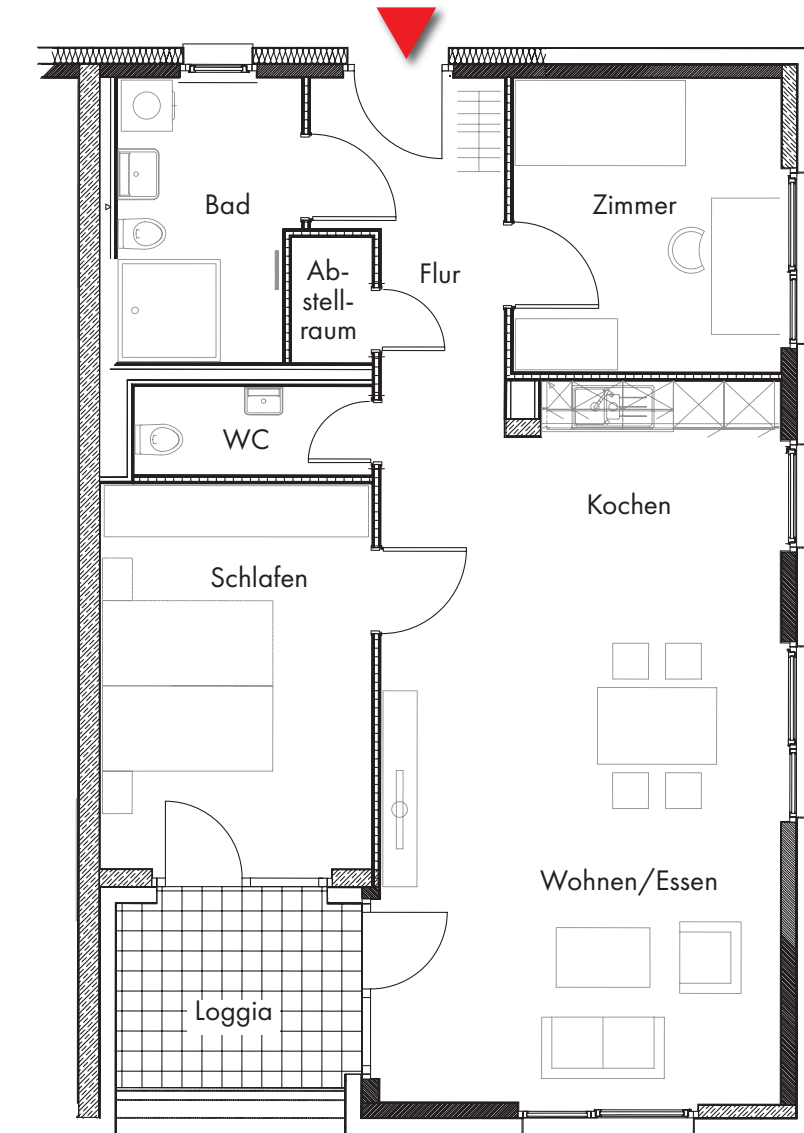 Bad
Zimmer
Ab-
stell-
raum
Flur
WC
Kochen
Schlafen
Wohnen/Essen
Loggia